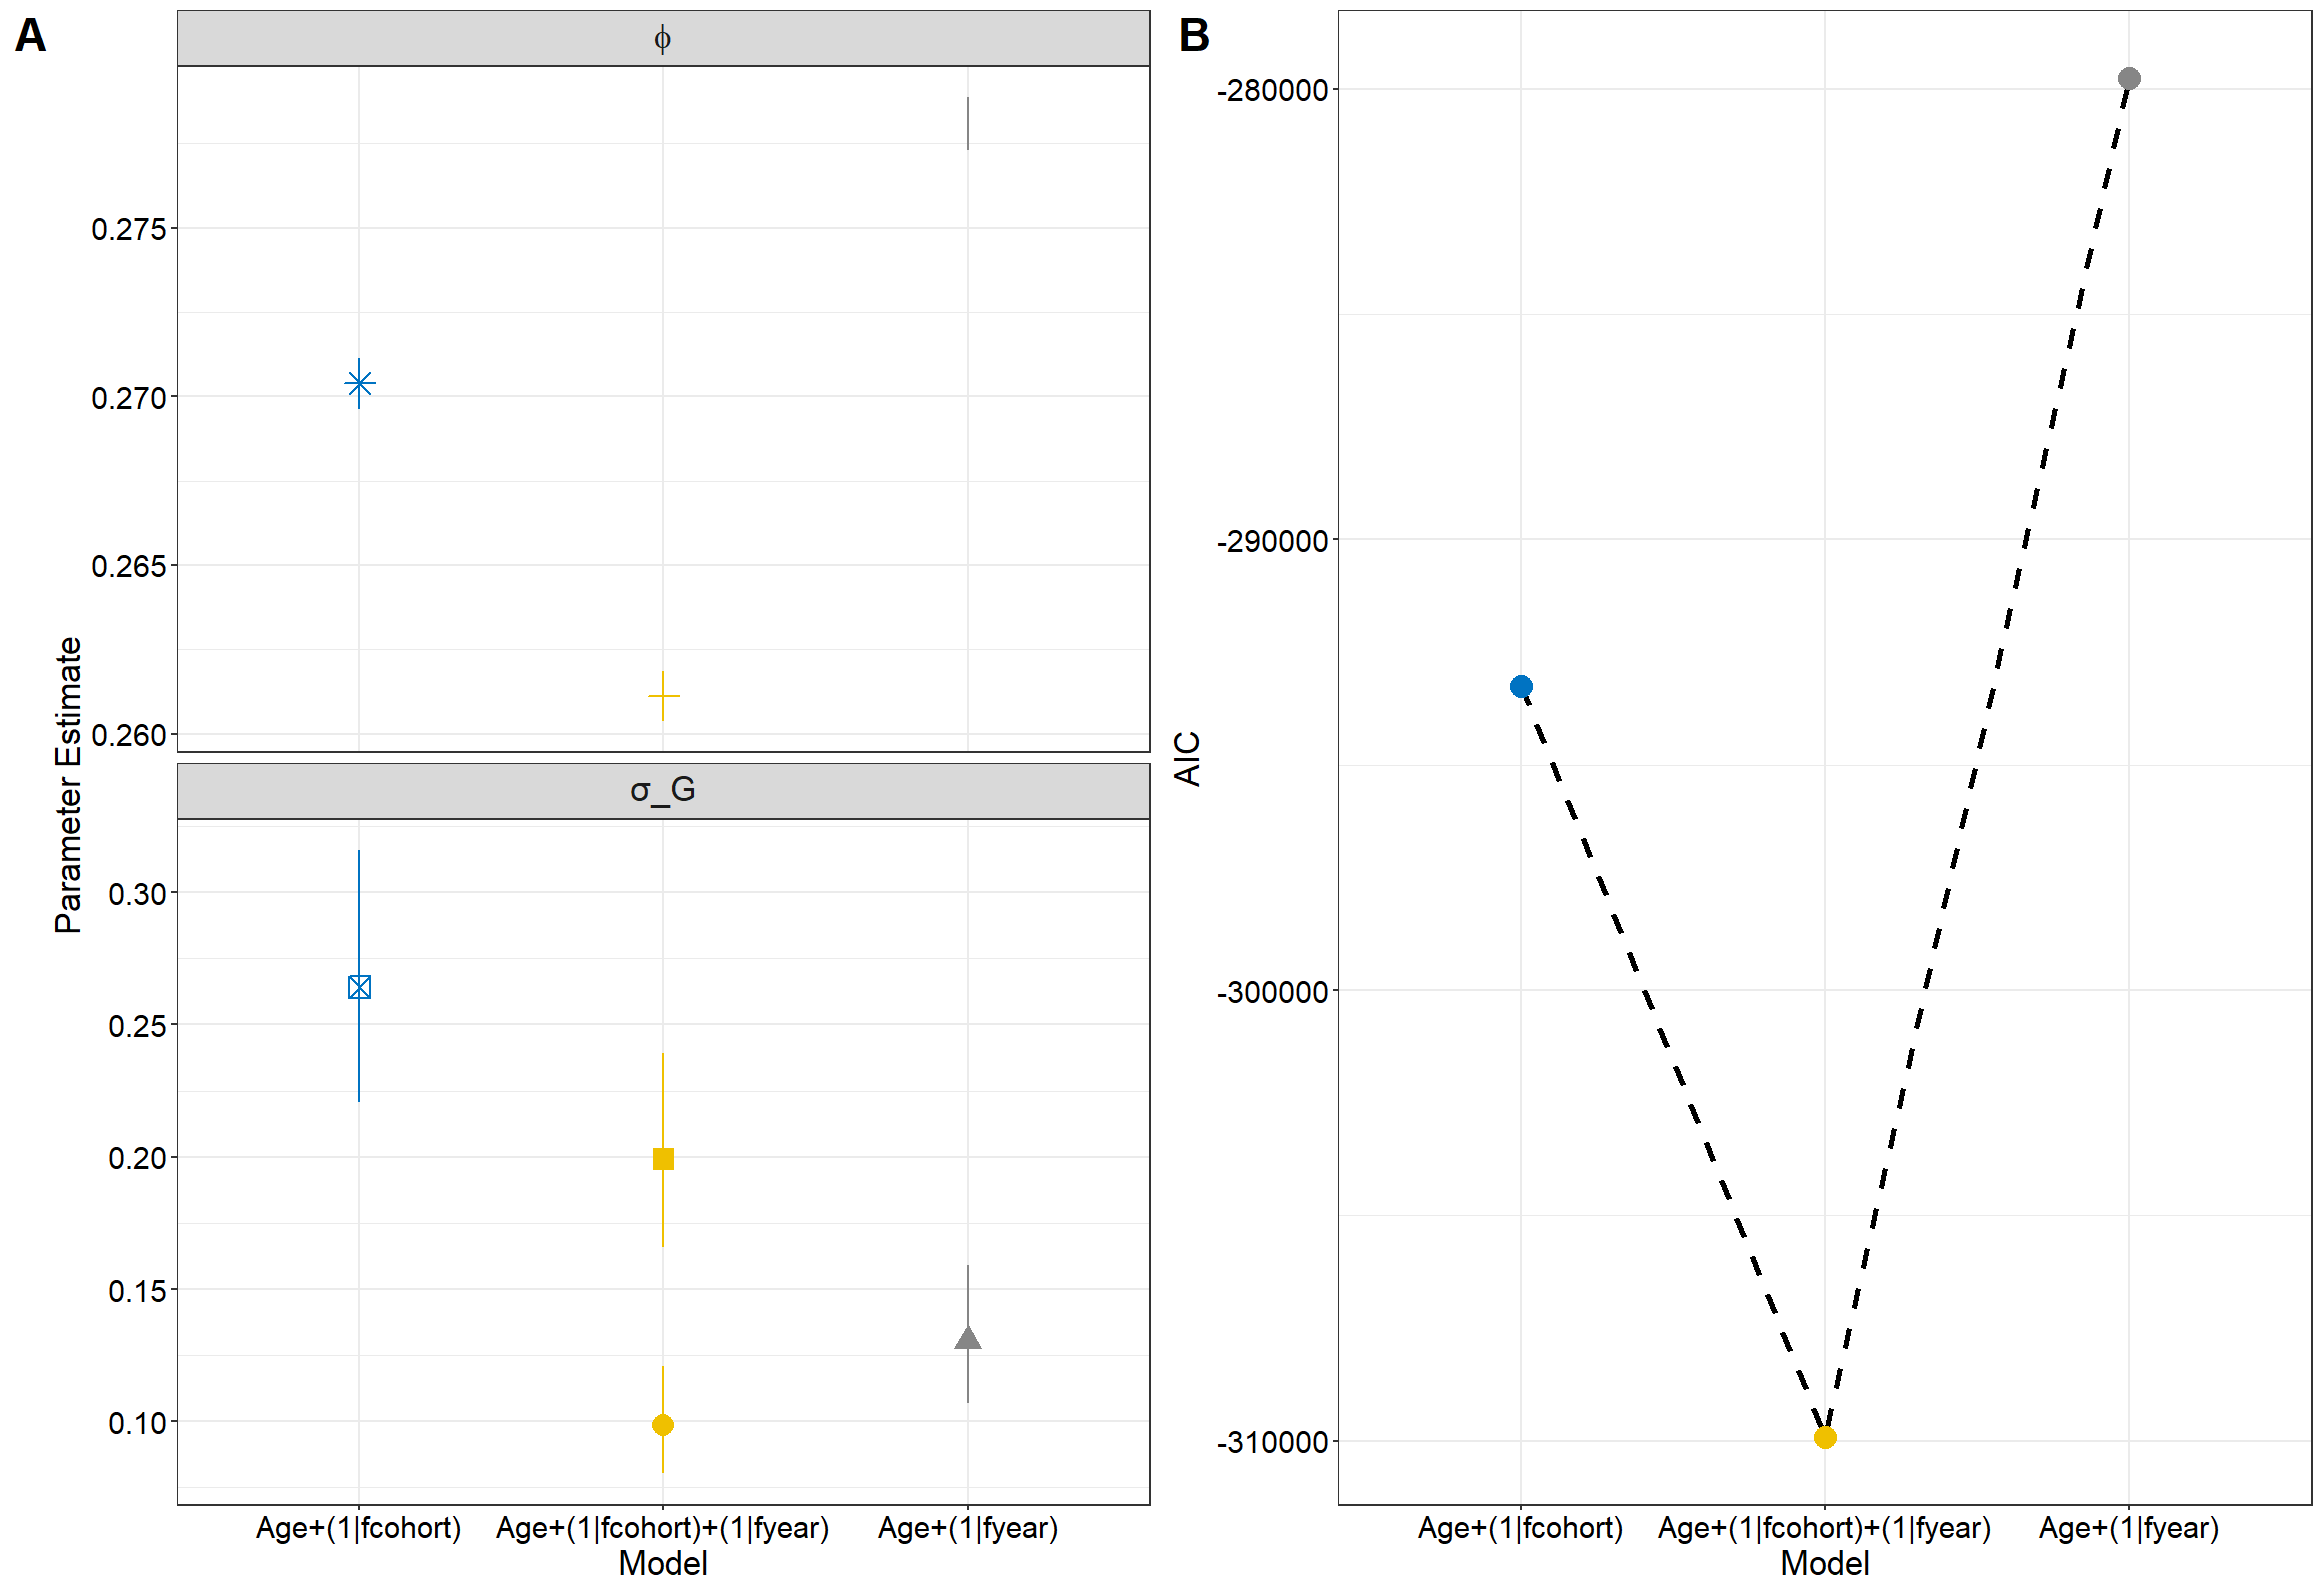 A
ϕ
0.275
0.270
0.265
0.260
σ_G
0.30
0.25
0.20
0.15
0.10
Parameter Estimate
Age+(1|fcohort)
Age+(1|fcohort)+(1|fyear)
Age+(1|fyear)
Model
B
-280000
-290000
-300000
-310000
AIC
Age+(1|fcohort)
Age+(1|fcohort)+(1|fyear)
Age+(1|fyear)
Model